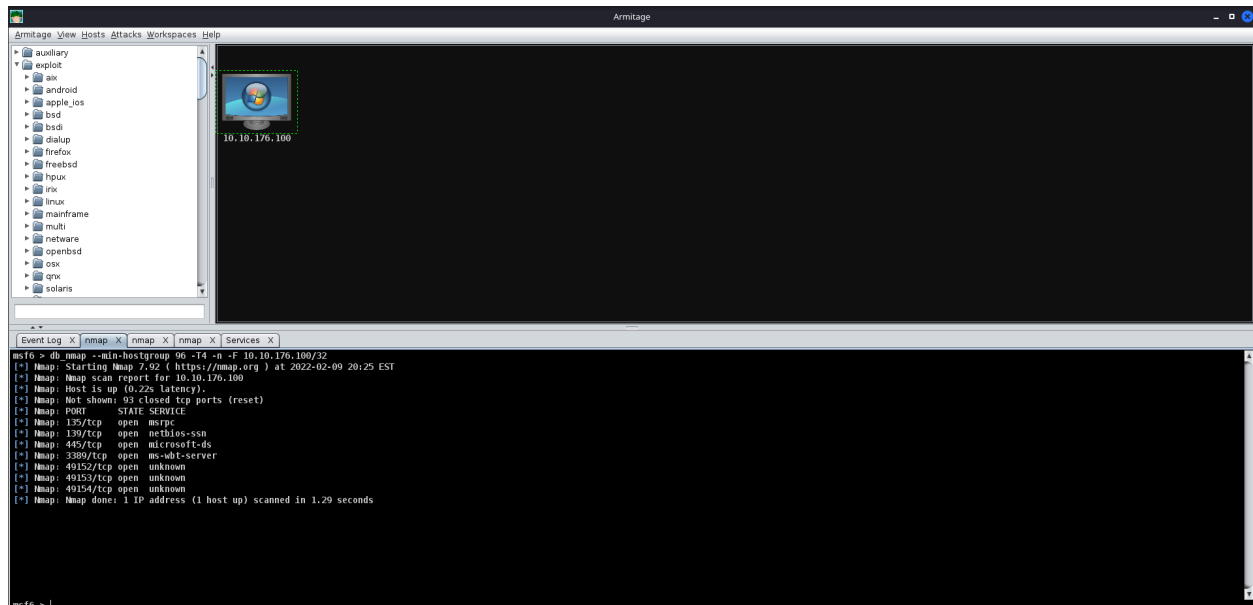 Armitage
Armitage View Hosts Attacks Workspaces Help
auxiliary
exploit
aix
android
apple_ios
bsd
bsdi
dialup
firefox
freebsd
hpux
irix
linux
mainframe
multi
netware
openbsd
osx
qnx
solaris
10.10.176.100
Event Log X nmap X nmap X nmap X Services X
msf6 > db_nmap --min-hostgroup 96 -T4 -n -F 10.10.176.100/32
[*] Nmap: Starting Nmap 7.92 ( https://nmap.org ) at 2022-02-09 20:25 EST
[*] Nmap: Nmap scan report for 10.10.176.100
[*] Nmap: Host is up (0.22s latency).
[*] Nmap: Not shown: 93 closed tcp ports (reset)
[*] Nmap: PORT STATE SERVICE
[*] Nmap: 135/tcp open msrpc
[*] Nmap: 139/tcp open netbios-ssn
[*] Nmap: 445/tcp open microsoft-ds
[*] Nmap: 3389/tcp open ms-wbt-server
[*] Nmap: 49152/tcp open unknown
[*] Nmap: 49153/tcp open unknown
[*] Nmap: 49154/tcp open unknown
[*] Nmap: Nmap done: 1 IP address (1 host up) scanned in 1.29 seconds
msf6 >